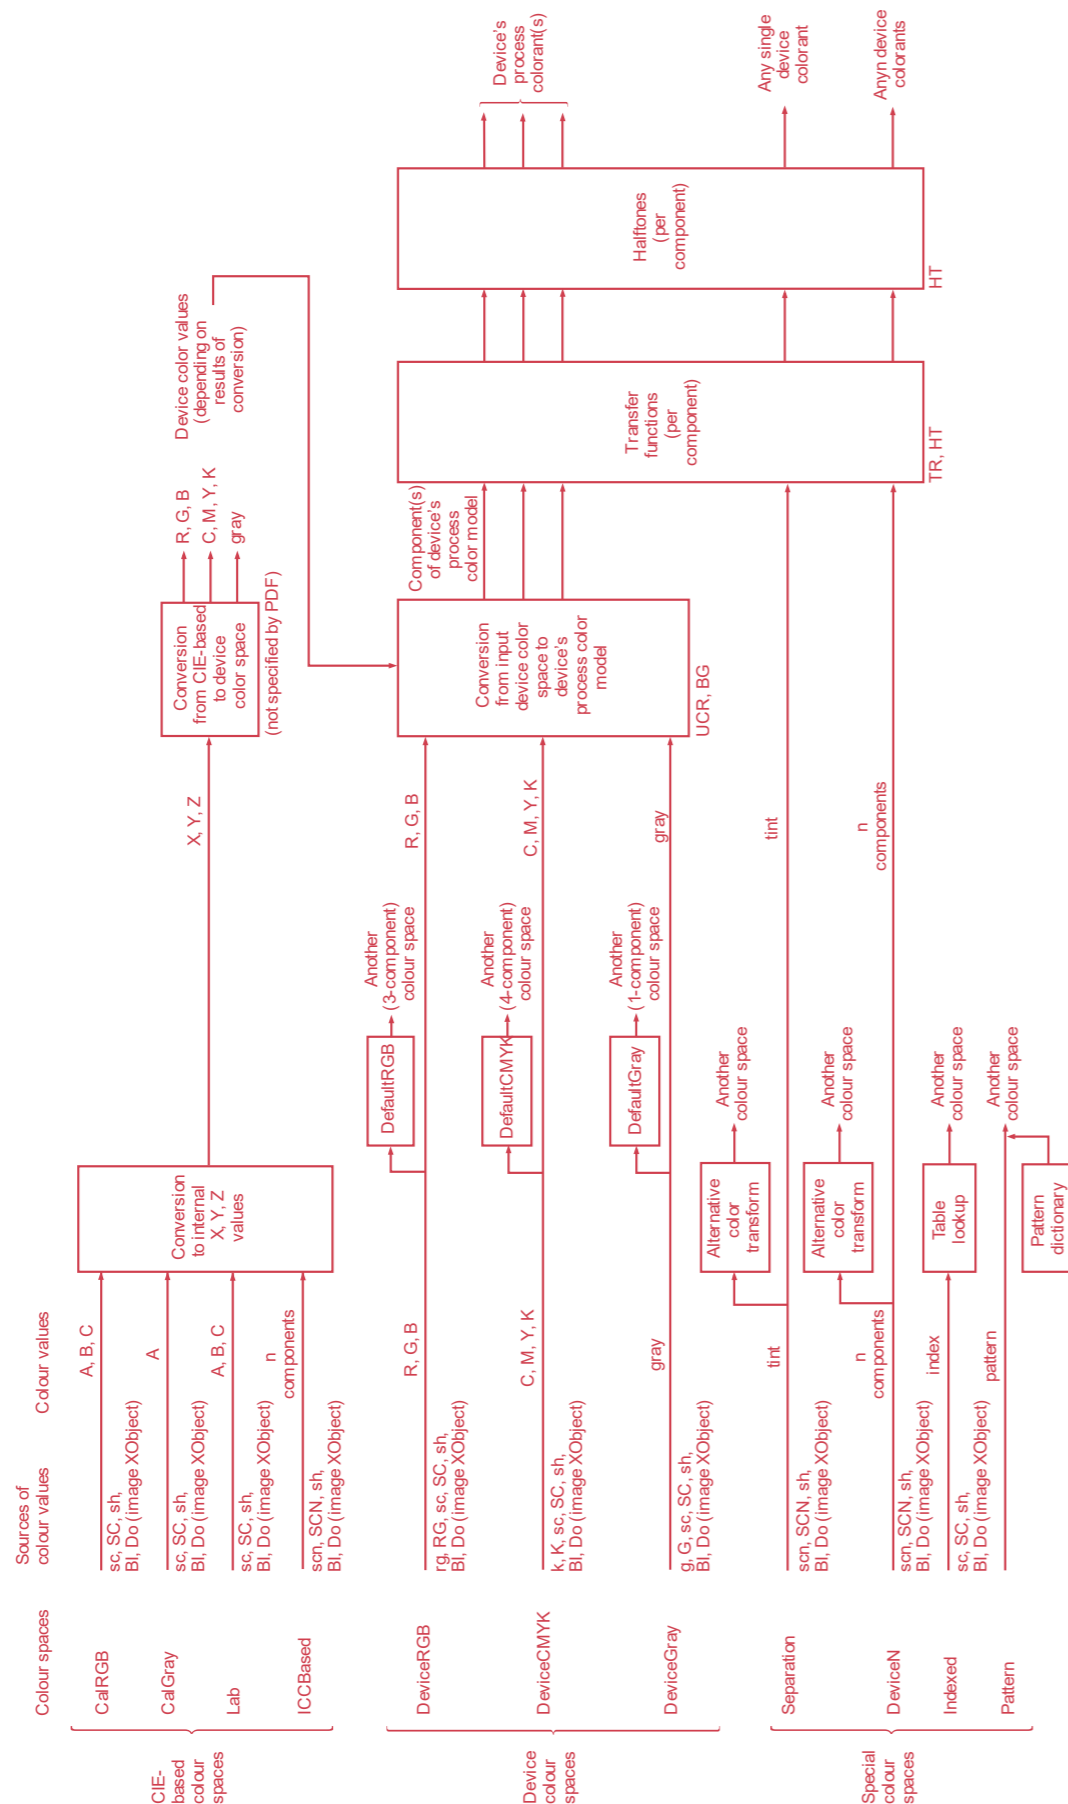 Colour spaces
Sources of
colour values
Colour values
CIE-
based
colour
spaces
CalRGB
sc, SC, sh,
BI, Do (image XObject)
A, B, C
CalGray
sc, SC, sh,
BI, Do (image XObject)
A
Lab
sc, SC, sh,
BI, Do (image XObject)
A, B, C
ICCBased
scn, SCN, sh,
BI, Do (image XObject)
n
components
Conversion
to internal
X, Y, Z
values
X, Y, Z
Conversion
from CIE-based
to device
color space
(not specified by PDF)
R, G, B
C, M, Y, K
gray
Device color values
(depending on
results of
conversion)
Device
colour
spaces
DeviceRGB
rg, RG, sc, SC, sh,
BI, Do (image XObject)
R, G, B
DefaultRGB
Another
(3-component)
colour space
R, G, B
DeviceCMYK
k, K, sc, SC, sh,
BI, Do (image XObject)
C, M, Y, K
DefaultCMYK
Another
(4-component)
colour space
C, M, Y, K
DeviceGray
g, G, sc, SC, sh,
BI, Do (image XObject)
gray
DefaultGray
Another
(1-component)
colour space
gray
Conversion
from input
device color
space to
device's
process color
model
UCR, BG
Component(s)
of device's
process
color model
Transfer
functions
(per
component)
TR, HT
Halftones
(per
component)
HT
Device's
process
colorant(s)
Special
colour
spaces
Separation
scn, SCN, sh,
BI, Do (image XObject)
tint
Alternative
color
transform
Another
colour space
tint
Any single
device
colorant
DeviceN
scn, SCN, sh,
BI, Do (image XObject)
n
components
Alternative
color
transform
Another
colour space
n
components
Anyn device
colorants
Indexed
sc, SC, sh,
BI, Do (image XObject)
index
Table
lookup
Another
colour space
Pattern
pattern
Pattern
dictionary
Another
colour space